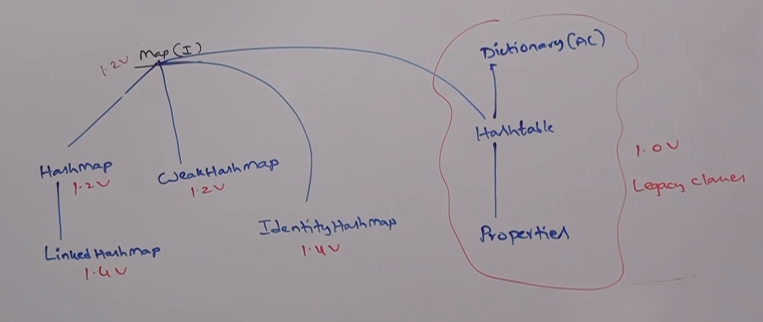 Map(I)
1.2V
Dictionary(AC)
Hashtable
1.0V
Legacy classes
HashMap
1.2V
WeakHashMap
1.2V
IdentityHashMap
1.4V
Properties
LinkedHashMap
1.4V